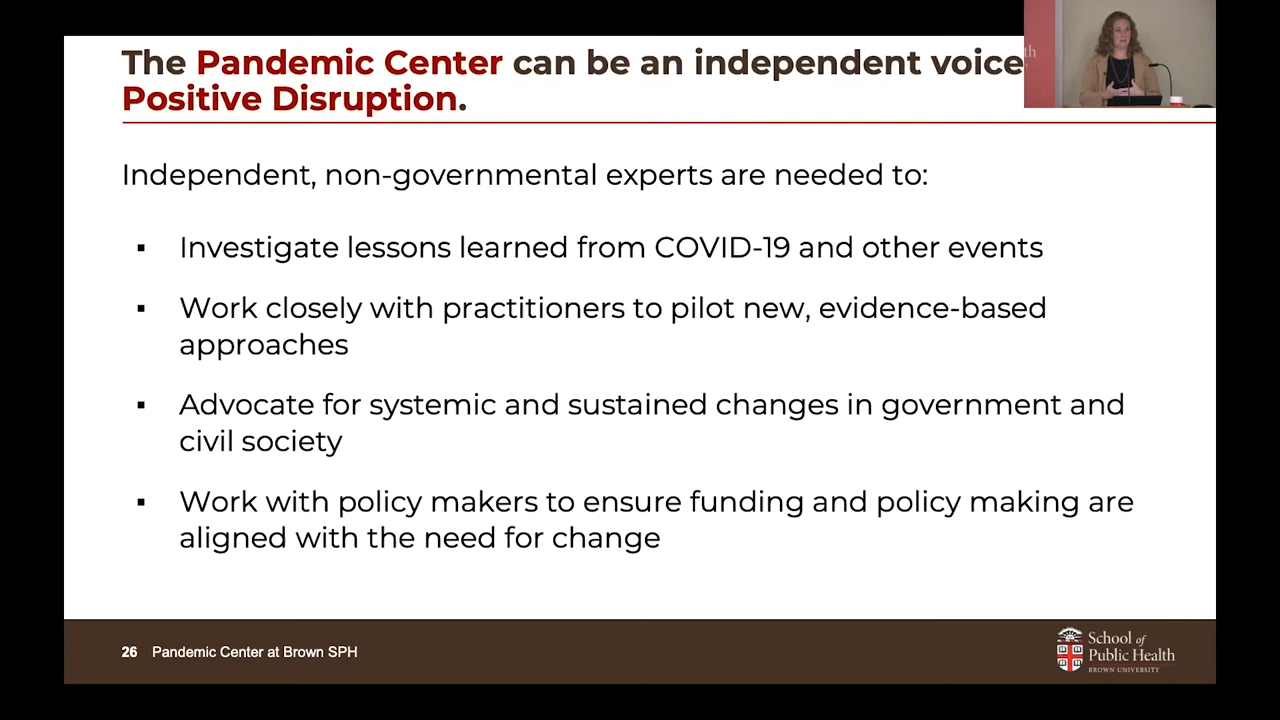 The Pandemic Center can be an independent voice
Positive Disruption.
Independent, non-governmental experts are needed to:
▪ Investigate lessons learned from COVID-19 and other events
▪ Work closely with practitioners to pilot new, evidence-based
approaches
▪ Advocate for systemic and sustained changes in government and
civil society
▪ Work with policy makers to ensure funding and policy making are
aligned with the need for change
26 Pandemic Center at Brown SPH
School of
Public Health
BROWN UNIVERSITY